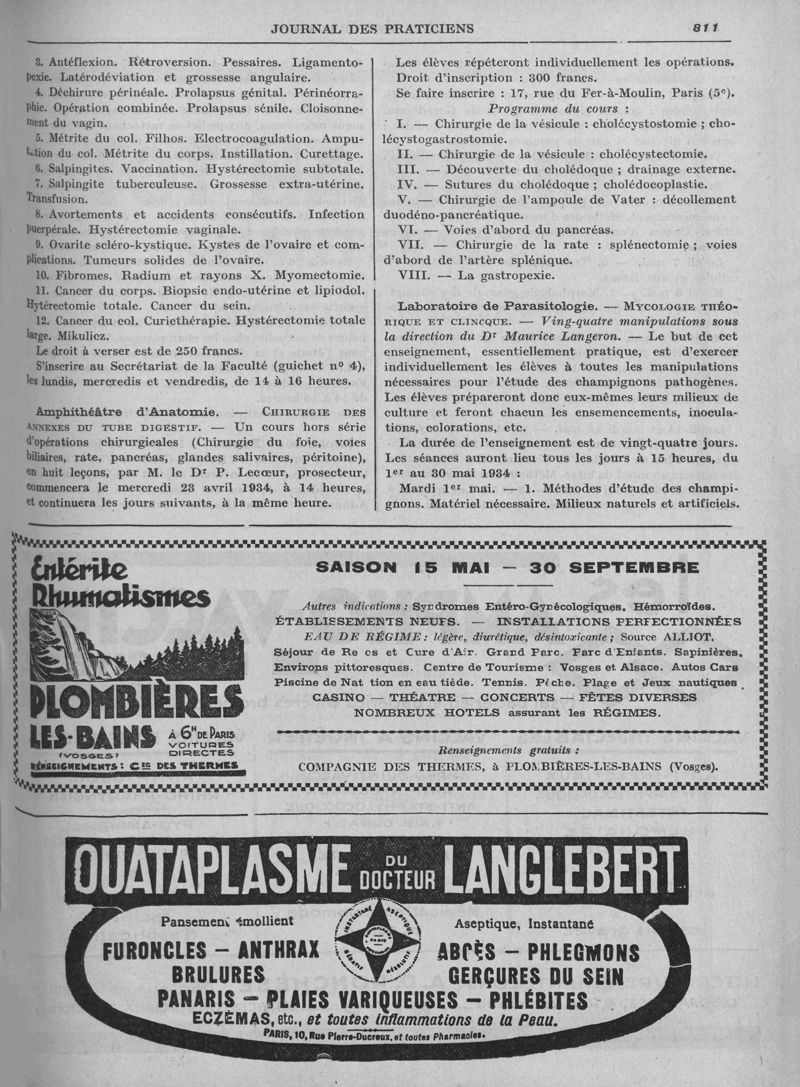 JOURNAL DES PRATICIENS
811
3. Antéflexion. Rétroversion. Pessaires. Ligamento-
pexie. Latérodéviation et grossesse angulaire.
4. Déchirure périnéale. Prolapsus génital. Périnéorra-
phie. Opération combinée. Prolapsus sénile. Cloisonne-
ment du vagin.
5. Métrite du col. Filhos. Electrocoagulation. Ampu-
tation du col. Métrite du corps. Instillation. Curettage.
6. Salpingites. Vaccination. Hystérectomie subtotale.
7. Salpingite tuberculeuse. Grossesse extra-utérine.
Transfusion.
8. Avortements et accidents consécutifs. Infection
puerpérale. Hystérectomie vaginale.
9. Ovarite scléro-kystique. Kystes de l'ovaire et com-
plications. Tumeurs solides de l'ovaire.
10. Fibromes. Radium et rayons X. Myomectomie.
11. Cancer du corps. Biopsie endo-utérine et lipiodol.
Hytérectomie totale. Cancer du sein.
12. Cancer du col. Curiethérapie. Hystérectomie totale
large. Mikulicz.
Le droit à verser est de 250 francs.
S'inscrire au Secrétariat de la Faculté (guichet n° 4),
les lundis, mercredis et vendredis, de 14 à 16 heures.
Amphithéâtre d'Anatomie. — CHIRURGIE DES
ANNEXES DU TUBE DIGESTIF. — Un cours hors série
d'opérations chirurgicales (Chirurgie du foie, voies
biliaires, rate, pancréas, glandes salivaires, péritoine),
en huit leçons, par M. le Dr P. Lecœur, prosecteur,
commencera le mercredi 23 avril 1934, à 14 heures,
et continuera les jours suivants, à la même heure.
Les élèves répéteront individuellement les opérations.
Droit d'inscription : 300 francs.
Se faire inscrire : 17, rue du Fer-à-Moulin, Paris (5e).
Programme du cours :
I. — Chirurgie de la vésicule : cholécystostomie ; cho-
lécystogastrostomie.
II. — Chirurgie de la vésicule : cholécystectomie.
III. — Découverte du cholédoque ; drainage externe.
IV. — Sutures du cholédoque ; cholédocoplastie.
V. — Chirurgie de l'ampoule de Vater : décollement
duodéno-pancréatique.
VI. — Voies d'abord du pancréas.
VII. — Chirurgie de la rate : splénectomie ; voies
d'abord de l'artère splénique.
VIII. — La gastropexie.
Laboratoire de Parasitologie. — MYCOLOGIE THÉO-
RIQUE ET CLINCQUE. — Ving-quatre manipulations sous
la direction du Dr Maurice Langeron. — Le but de cet
enseignement, essentiellement pratique, est d'exercer
individuellement les élèves à toutes les manipulations
nécessaires pour l'étude des champignons pathogènes.
Les élèves prépareront donc eux-mêmes leurs milieux de
culture et feront chacun les ensemencements, inocula-
tions, colorations, etc.
La durée de l'enseignement est de vingt-quatre jours.
Les séances auront lieu tous les jours à 15 heures, du
1er au 30 mai 1934 :
Mardi 1er mai. — 1. Méthodes d'étude des champi-
gnons. Matériel nécessaire. Milieux naturels et artificiels.
Entérite
Rhumatismes
PLOMBIÈRES
LES-BAINS
(VOSGES)
À 6H DE PARIS
VOITURES
DIRECTES
RENSEIGNEMENTS : Cie DES THERMES
SAISON 15 MAI — 30 SEPTEMBRE
Autres indications : Syndromes Entéro-Gynécologiques. Hémorroïdes.
ÉTABLISSEMENTS NEUFS. — INSTALLATIONS PERFECTIONNÉES
EAU DE RÉGIME : légère, diurétique, désintoxicante ; Source ALLIOT.
Séjour de Re os et Cure d'Air. Grand Parc. Parc d'Enfants. Sapinières.
Environs pittoresques. Centre de Tourisme : Vosges et Alsace. Autos Cars
Piscine de Nat tion en eau tiède. Tennis. Pêche. Plage et Jeux nautiques.
CASINO — THÉATRE — CONCERTS — FÊTES DIVERSES
NOMBREUX HOTELS assurant les RÉGIMES.
Renseignements gratuits :
COMPAGNIE DES THERMES, à PLOMBIÈRES-LES-BAINS (Vosges).
OUATAPLASME DU DOCTEUR LANGLEBERT
Pansement émollient
INSTANTANÉ ASEPTIQUE
Aseptique, Instantané
FURONCLES — ANTHRAX
ABCÈS — PHLEGMONS
BRULURES
GERÇURES DU SEIN
PANARIS — PLAIES VARIQUEUSES — PHLÉBITES
ECZÉMAS, etc., et toutes inflammations de la Peau.
PARIS, 10, Rue Pierre-Ducreux, et toutes Pharmacies.